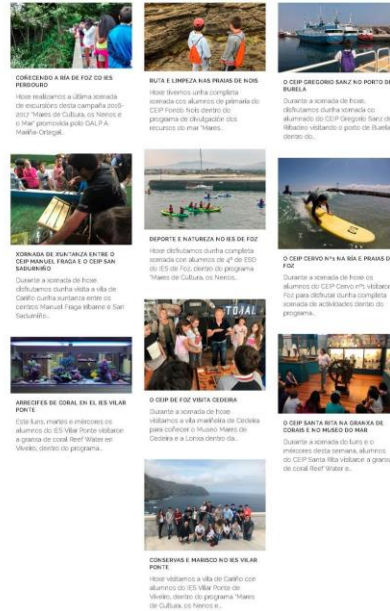 COÑECENDO A RÍA DE FOZ CO IES
PERDOURO
Hoxe realizamos a última xornada
de excursións desta campaña 2016-
2017 "Mares de Cultura, os Nenos e
o Mar" promovida polo GALP A
Mariña-Ortegal.
XORNADA DE XUNTANZA ENTRE O
CEIP MANUEL FRAGA E O CEIP SAN
SADURNIÑO
Durante a xornada de hoxe
disfrutamos dunha visita a vila de
Cariño cunha xuntanza entre os
centros Manuel Fraga Iribarne e San
Sadurniño..
ARRECIFES DE CORAL EN EL IES VILAR
PONTE
Este luns, martes e mércores os
alumnos do IES Vilar Ponte visitaron
a granxa de coral Reef Water en
Viveiro, dentro do programa..
RUTA E LIMPEZA NAS PRAIAS DE NOIS
Hoxe tivemos unha completa
xornada cos alumnos de primaria do
CEIP Fondo Nois dentro do
programa de divulgación dos
recursos do mar "Mares..
DEPORTE E NATUREZA NO IES DE FOZ
Hoxe disfrutamos dunha completa
xornada con alumnos de 4º de ESO
do IES de Foz, dentro do programa
"Mares de Cultura, os Nenos..
TOXAL
O CEIP DE FOZ VISITA CEDEIRA
Durante a xornada de hoxe
visitamos a vila mariñeira de Cedeira
para coñecer o Museo Mares de
Cedeira e a Lonxa dentro da..
CONSERVAS E MARISCO NO IES VILAR
PONTE
Hoxe visitamos a vila de Cariño con
alumnos do IES Vilar Ponte de
Viveiro, dentro do programa "Mares
de Cultura, os Nenos e..
O CEIP GREGORIO SANZ NO PORTO DE
BURELA
Durante a xornada de hoxe,
disfrutamos dunha xornada co
alumnado do CEIP Gregorio Sanz de
Ribadeo visitando o porto de Burela
dentro do..
O CEIP CERVO Nº1 NA RÍA E PRAIAS D
FOZ
Durante a xornada de hoxe os
alumnos do CEIP Cervo nº1 visitaron
Foz para disfrutar dunha completa
xornada de actividades dentro do
programa..
O CEIP SANTA RITA NA GRANXA DE
CORAIS E NO MUSEO DO MAR
Durante a xornada do luns e o
mércores desta semana, alumnos
do CEIP Santa Rita visitaron a granxa
de coral Reef Water e..